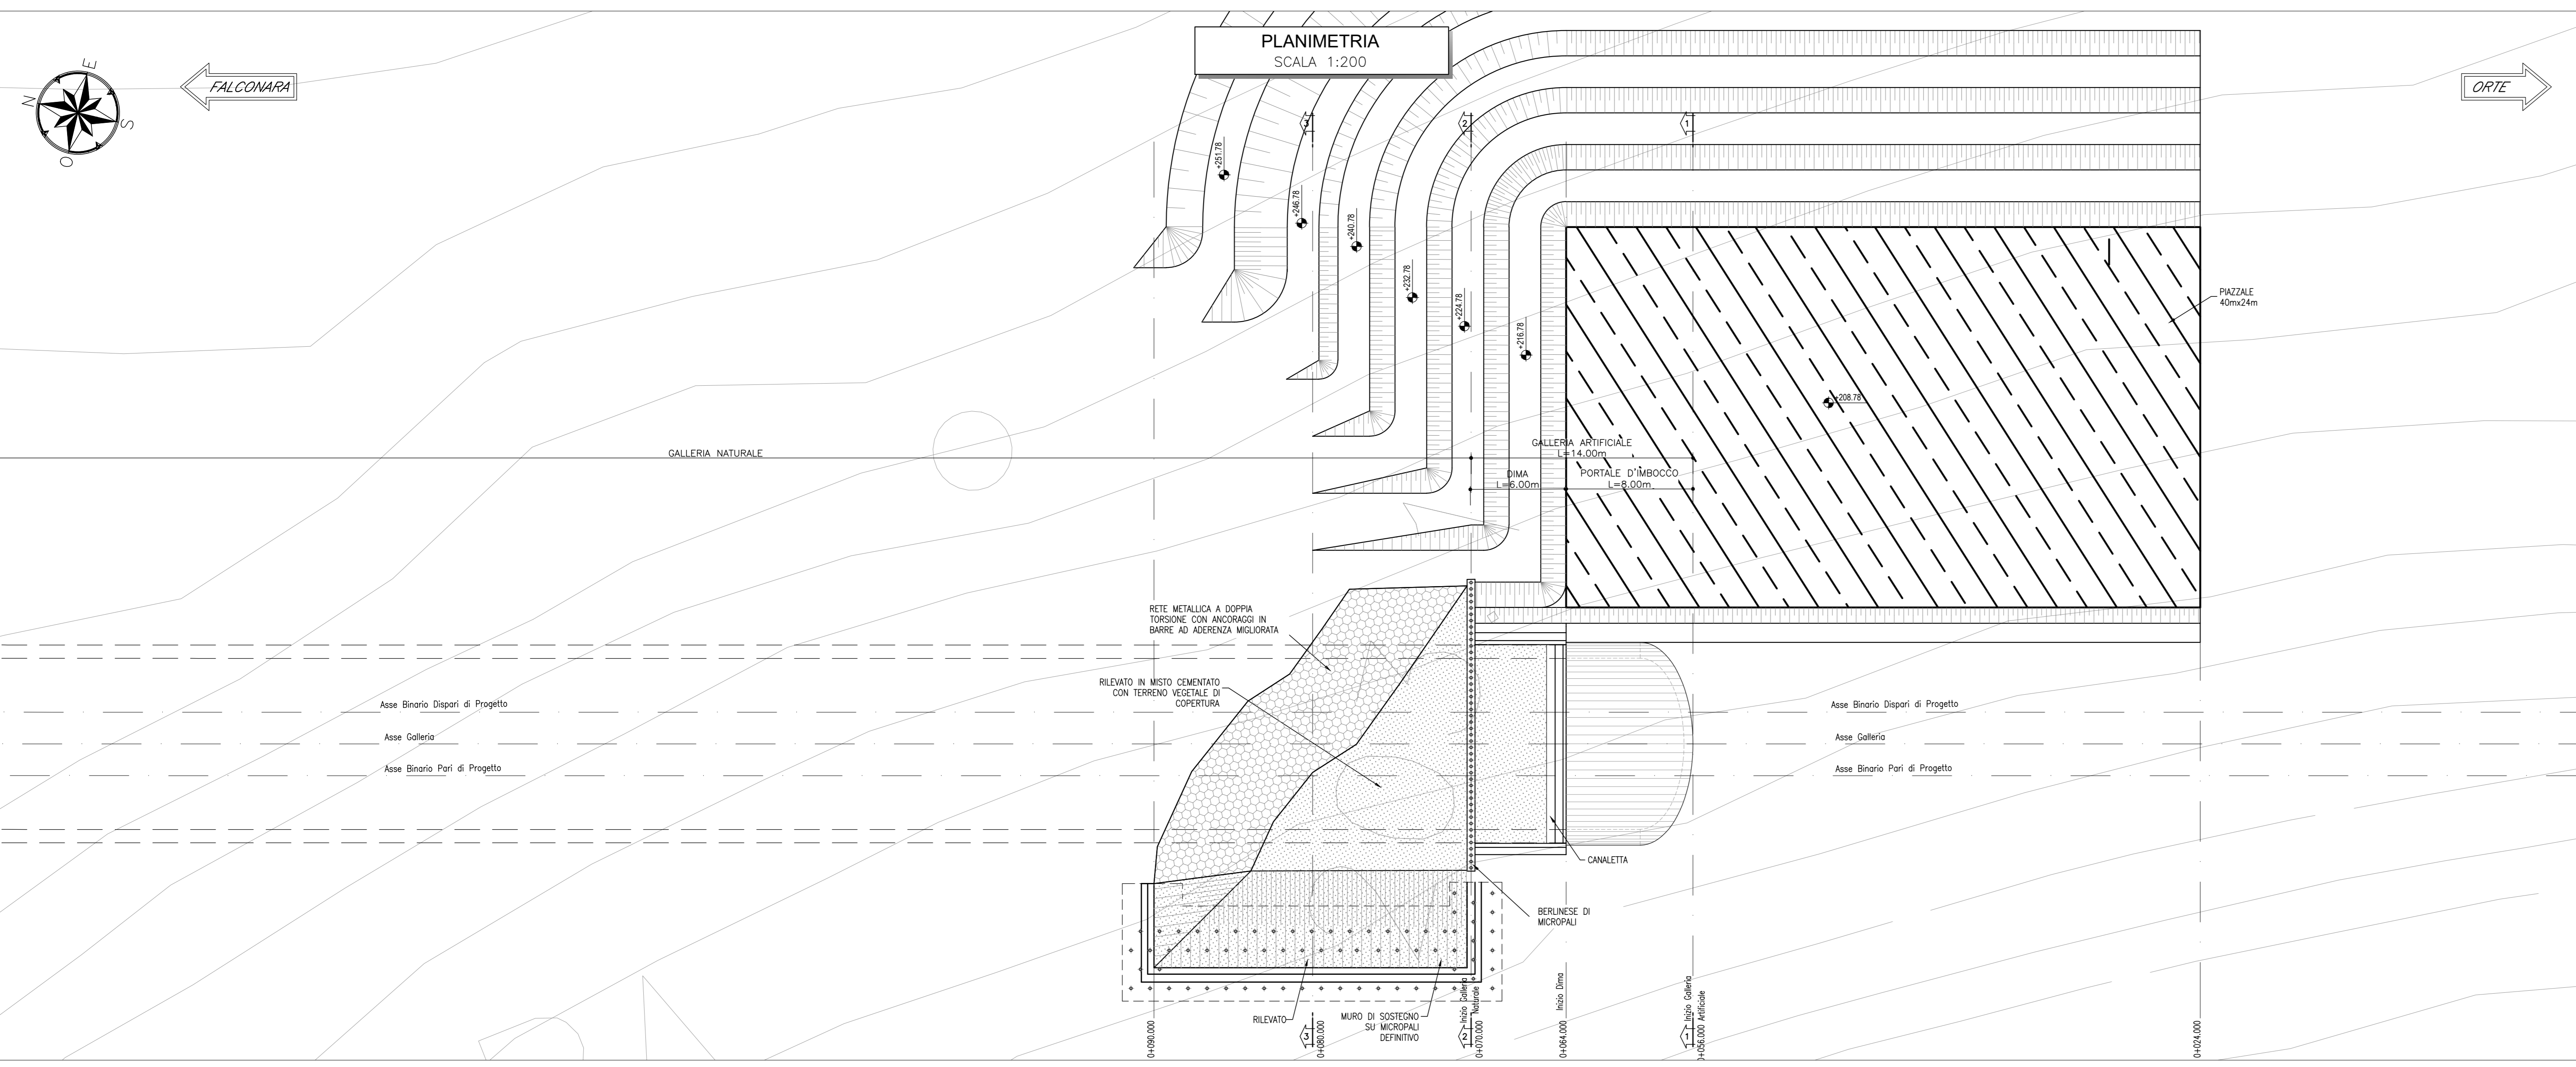 PLANIMETRIA
SCALA 1:200
E
N
S
O
FALCONARA
ORTE
3
2
1
+251.78
+246.78
+240.78
+232.78
+224.78
+216.78
+208.78
PIAZZALE
40mx24m
GALLERIA NATURALE
GALLERIA ARTIFICIALE
L=14.00m
DIMA
L=6.00m
PORTALE D'IMBOCCO
L=8.00m
RETE METALLICA A DOPPIA
TORSIONE CON ANCORAGGI IN
BARRE AD ADERENZA MIGLIORATA
RILEVATO IN MISTO CEMENTATO
CON TERRENO VEGETALE DI
COPERTURA
Asse Binario Dispari di Progetto
Asse Galleria
Asse Binario Pari di Progetto
Asse Binario Dispari di Progetto
Asse Galleria
Asse Binario Pari di Progetto
CANALETTA
BERLINESE DI
MICROPALI
RILEVATO
MURO DI SOSTEGNO
SU MICROPALI
DEFINITIVO
0+090.000
3
0+080.000
Inizio Galleria
Naturale
2
0+070.000
Inizio Dima
0+064.000
Inizio Galleria
Artificiale
1
0+056.000
0+024.000